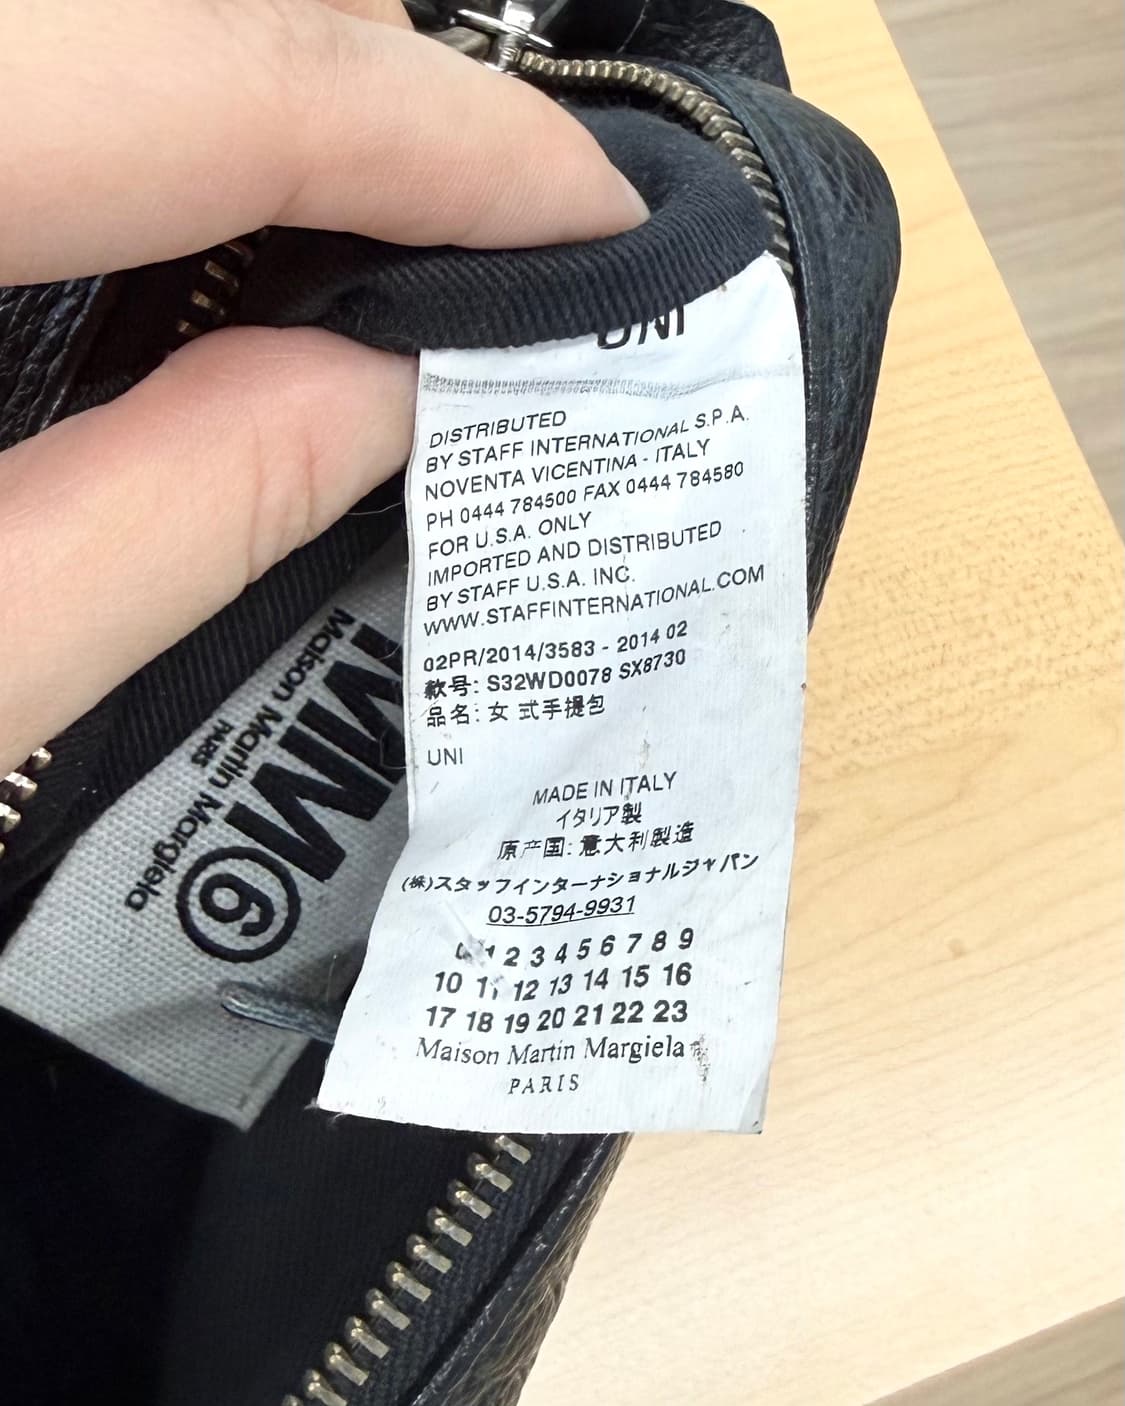 UNI
DISTRIBUTED
BY STAFF INTERNATIONAL S.P.A.
NOVENTA VICENTINA - ITALY
PH 0444 784500 FAX 0444 784580
FOR U.S.A. ONLY
IMPORTED AND DISTRIBUTED
BY STAFF U.S.A. INC.
WWW.STAFFINTERNATIONAL.COM
02PR/2014/3583 - 2014 02
款号: S32WD0078 SX8730
品名: 女 式手提包
UNI
MADE IN ITALY
イタリア製
原产国: 意大利製造
(株)スタッフインターナショナルジャパン
03-5794-9931
0 1 2 3 4 5 6 7 8 9
10 11 12 13 14 15 16
17 18 19 20 21 22 23
Maison Martin Margiela
PARIS
MM6
Maison Martin Margiela
PARIS